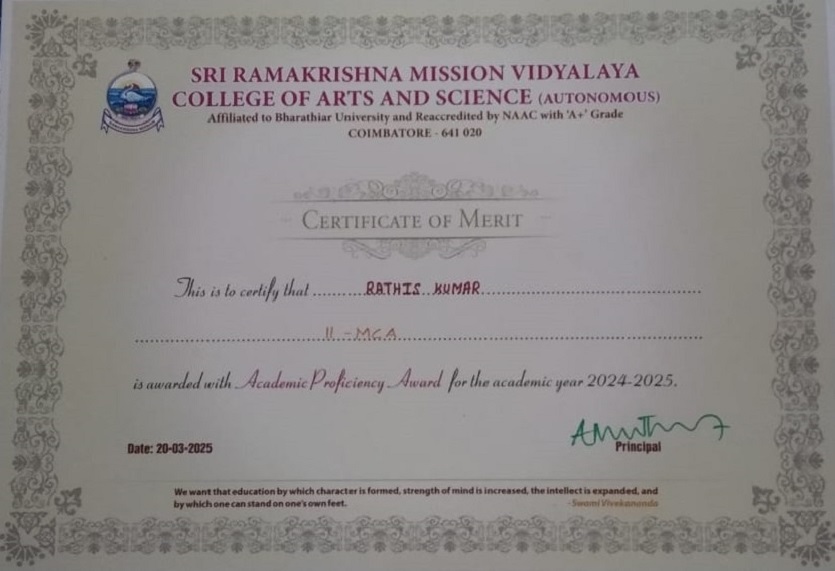 SRI RAMAKRISHNA MISSION VIDYALAYA
COLLEGE OF ARTS AND SCIENCE (AUTONOMOUS)
Affiliated to Bharathiar University and Reaccredited by NAAC with 'A+' Grade
COIMBATORE - 641 020
CERTIFICATE OF MERIT
This is to certify that ........RATHIS KUMAR........
II - MCA
is awarded with Academic Proficiency Award for the academic year 2024-2025.
Date: 20-03-2025
Principal
We want that education by which character is formed, strength of mind is increased, the intellect is expanded, and
by which one can stand on one's own feet. -Swami Vivekananda